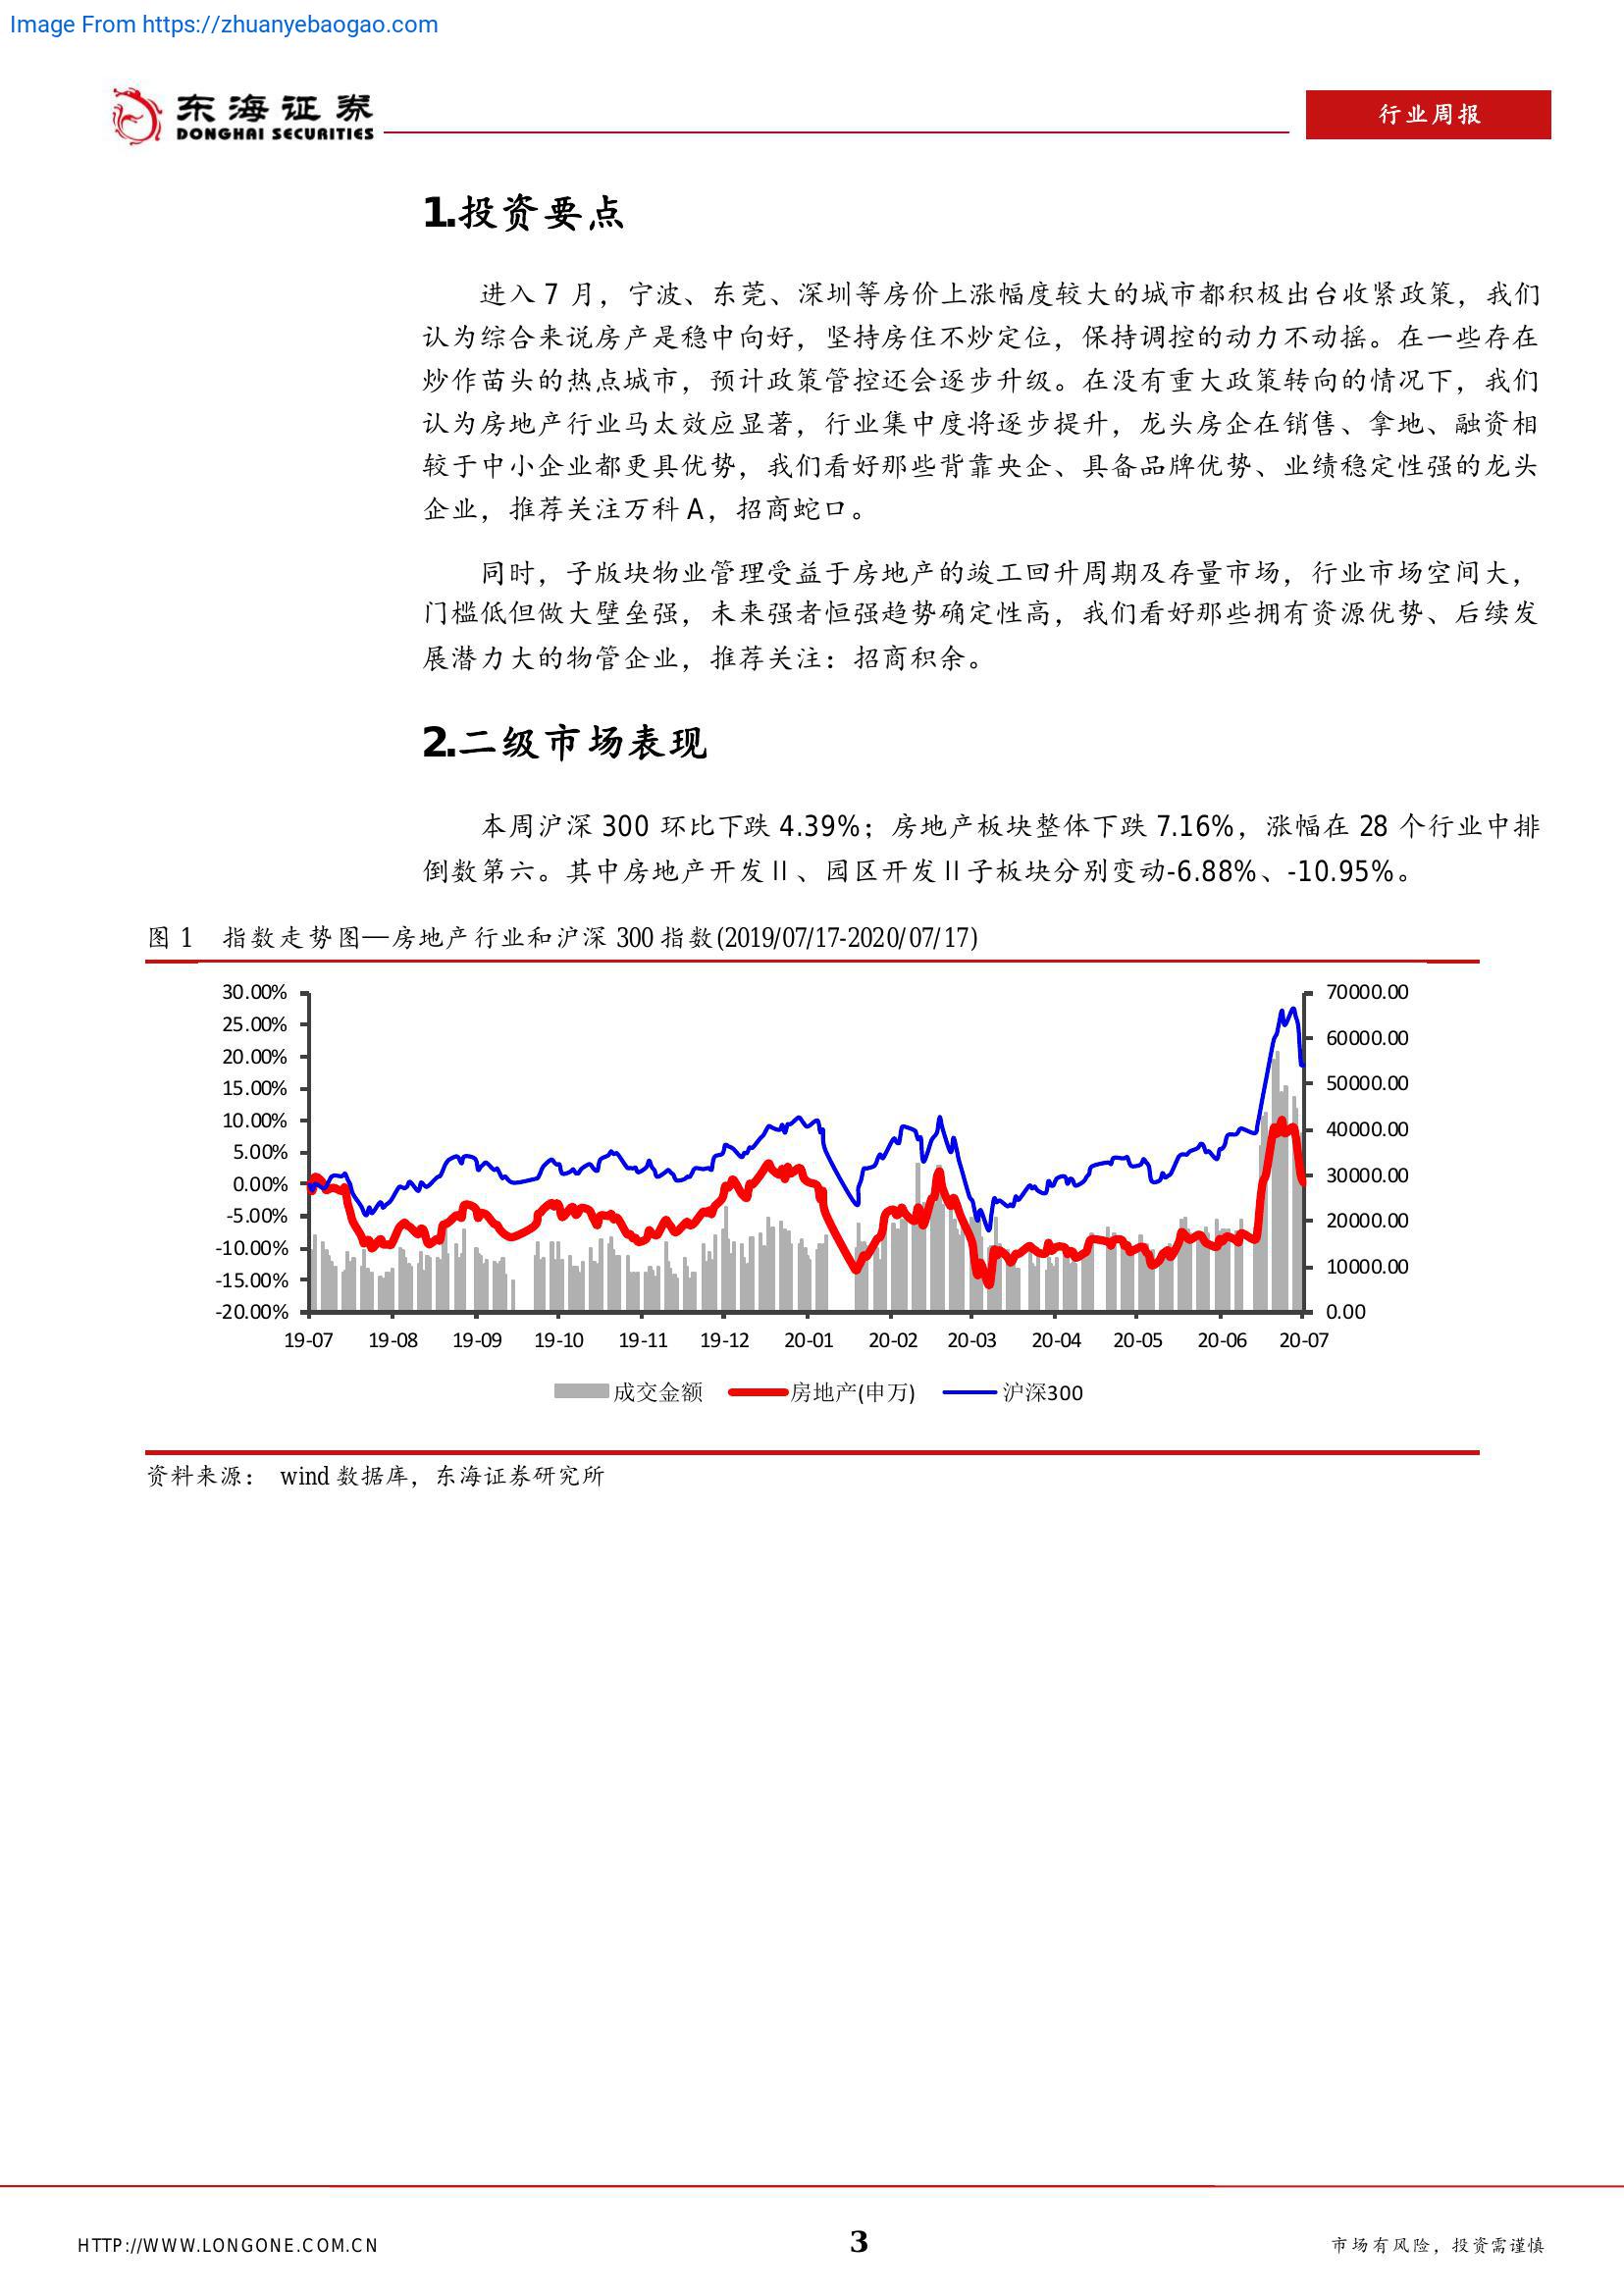 Image From https://zhuanyebaogao.com
东海证券
DONGHAI SECURITIES
行业周报
1.投资要点
进入 7 月，宁波、东莞、深圳等房价上涨幅度较大的城市都积极出台收紧政策，我们
认为综合来说房产是稳中向好，坚持房住不炒定位，保持调控的动力不动摇。在一些存在
炒作苗头的热点城市，预计政策管控还会逐步升级。在没有重大政策转向的情况下，我们
认为房地产行业马太效应显著，行业集中度将逐步提升，龙头房企在销售、拿地、融资相
较于中小企业都更具优势，我们看好那些背靠央企、具备品牌优势、业绩稳定性强的龙头
企业，推荐关注万科 A，招商蛇口。
同时，子版块物业管理受益于房地产的竣工回升周期及存量市场，行业市场空间大，
门槛低但做大壁垒强，未来强者恒强趋势确定性高，我们看好那些拥有资源优势、后续发
展潜力大的物管企业，推荐关注：招商积余。
2.二级市场表现
本周沪深 300 环比下跌 4.39%；房地产板块整体下跌 7.16%，涨幅在 28 个行业中排
倒数第六。其中房地产开发Ⅱ、园区开发Ⅱ子板块分别变动-6.88%、-10.95%。
图 1 指数走势图—房地产行业和沪深 300 指数(2019/07/17-2020/07/17)
30.00% 70000.00
25.00% 60000.00
20.00%
15.00% 50000.00
10.00% 40000.00
5.00%
0.00% 30000.00
-5.00% 20000.00
-10.00%
-15.00% 10000.00
-20.00% 0.00
19-07 19-08 19-09 19-10 19-11 19-12 20-01 20-02 20-03 20-04 20-05 20-06 20-07
成交金额 房地产(申万) 沪深300
资料来源： wind 数据库，东海证券研究所
HTTP://WWW.LONGONE.COM.CN 3 市场有风险，投资需谨慎